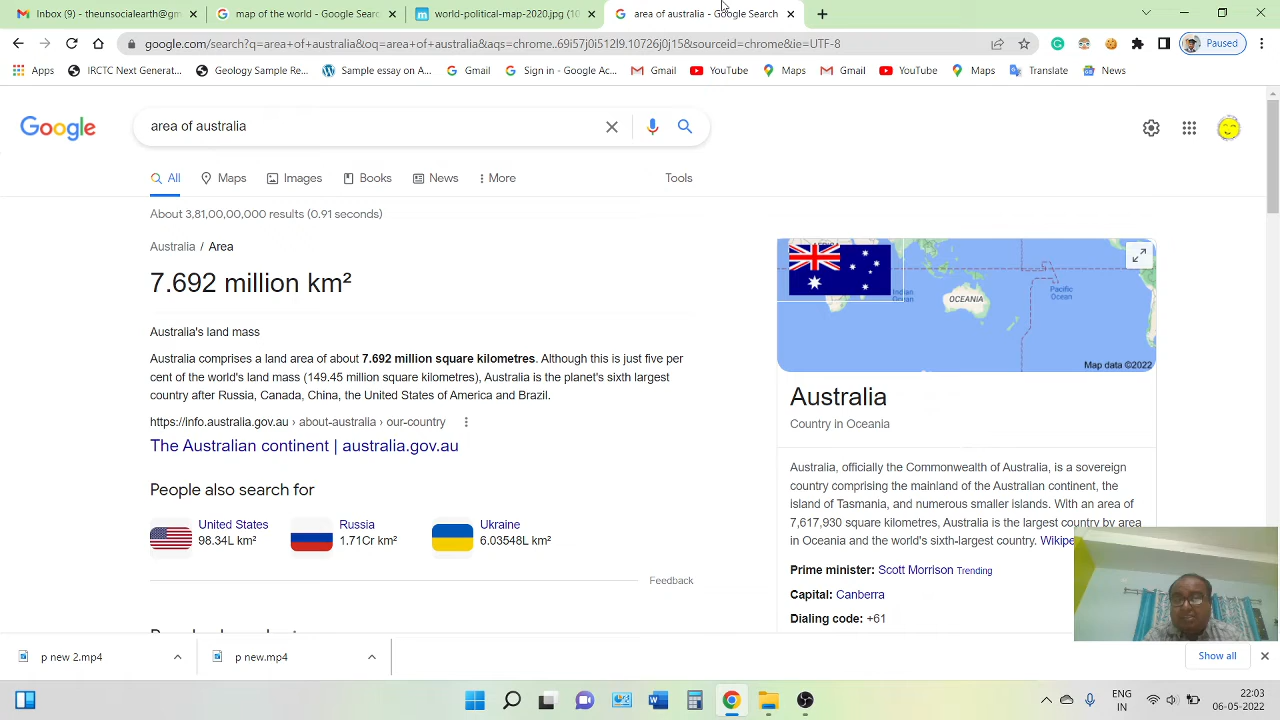 Inbox (9) - theunsocialearth@gm
map of the world - Google Search
world-political-map-2020.jpg (10
area of australia - Google Search
google.com/search?q=area+of+australia&oq=area+of+australia&aqs=chrome..69i57j0i512l9.10726j0j15&sourceid=chrome&ie=UTF-8
Paused
Apps
IRCTC Next Generat...
Geology Sample Re...
Sample essay on A...
Gmail
Sign in - Google Ac...
Gmail
YouTube
Maps
Gmail
YouTube
Maps
Translate
News
Google
area of australia
All
Maps
Images
Books
News
More
Tools
About 3,81,00,00,000 results (0.91 seconds)
Australia / Area
7.692 million km²
Australia's land mass
Australia comprises a land area of about 7.692 million square kilometres. Although this is just five per
cent of the world's land mass (149.45 million square kilometres), Australia is the planet's sixth largest
country after Russia, Canada, China, the United States of America and Brazil.
https://info.australia.gov.au › about-australia › our-country
The Australian continent | australia.gov.au
People also search for
United States
98.34L km²
Russia
1.71Cr km²
Ukraine
6.03548L km²
Feedback
Indian
Ocean
OCEANIA
Pacific
Ocean
Map data ©2022
Australia
Country in Oceania
Australia, officially the Commonwealth of Australia, is a sovereign
country comprising the mainland of the Australian continent, the
island of Tasmania, and numerous smaller islands. With an area of
7,617,930 square kilometres, Australia is the largest country by area
in Oceania and the world's sixth-largest country. Wikipe
Prime minister: Scott Morrison Trending
Capital: Canberra
Dialing code: +61
p new 2.mp4
p new.mp4
Show all
ENG
IN
22:03
06-05-2022